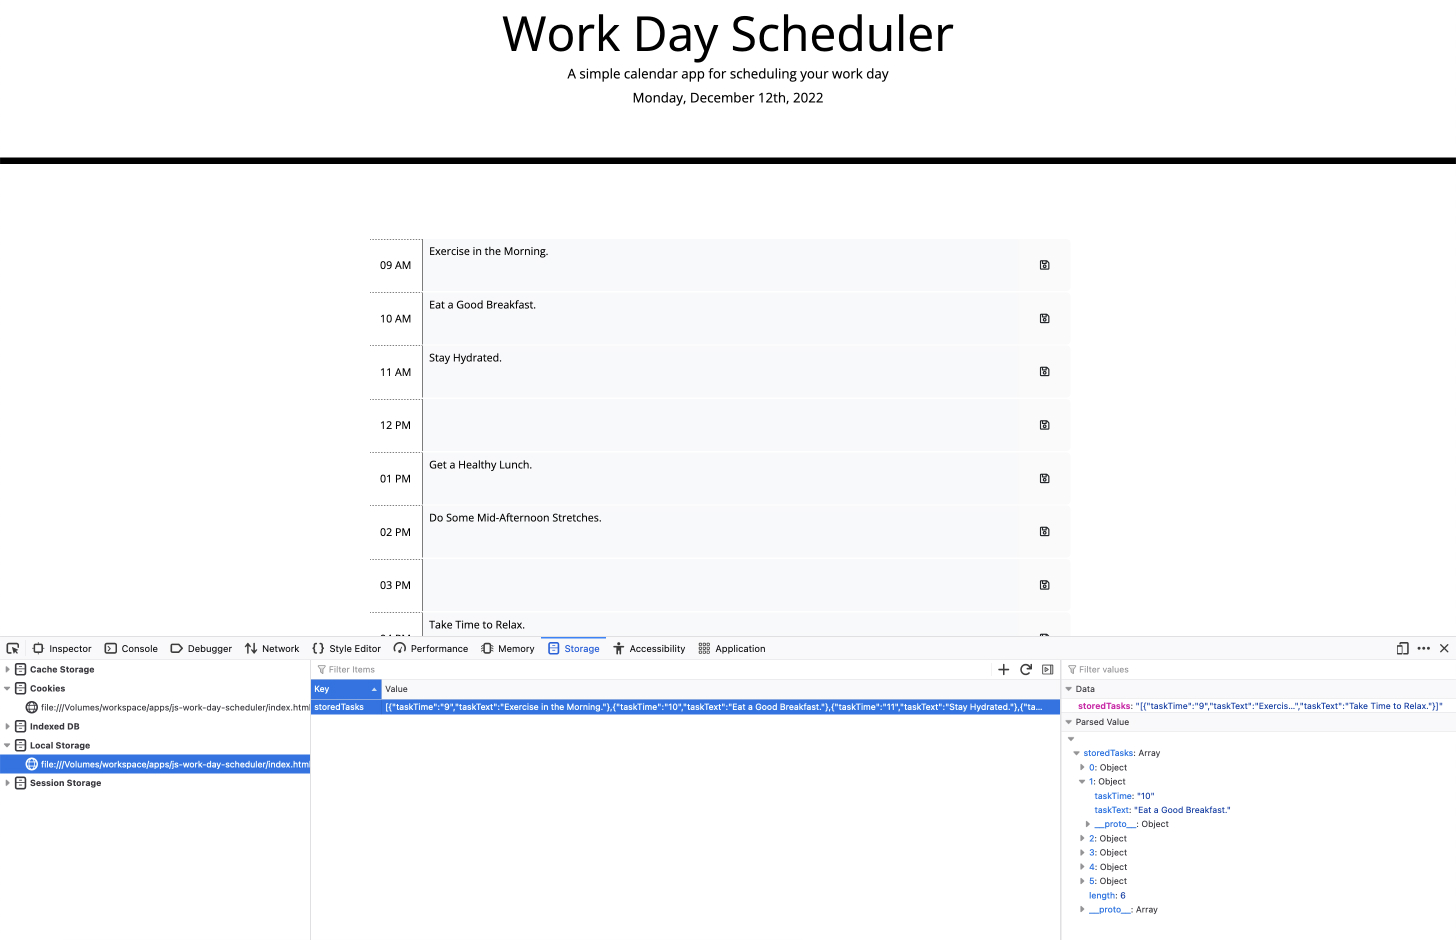 Work Day Scheduler
A simple calendar app for scheduling your work day
Monday, December 12th, 2022
09 AM Exercise in the Morning.
10 AM Eat a Good Breakfast.
11 AM Stay Hydrated.
12 PM
01 PM Get a Healthy Lunch.
02 PM Do Some Mid-Afternoon Stretches.
03 PM
Take Time to Relax.
Inspector Console Debugger Network Style Editor Performance Memory Storage Accessibility Application
Cache Storage
Cookies
file:///Volumes/workspace/apps/js-work-day-scheduler/index.html
Indexed DB
Local Storage
file:///Volumes/workspace/apps/js-work-day-scheduler/index.html
Session Storage
Filter Items
Key Value
storedTasks [{"taskTime":"9","taskText":"Exercise in the Morning."},{"taskTime":"10","taskText":"Eat a Good Breakfast."},{"taskTime":"11","taskText":"Stay Hydrated."},{"ta...
Filter values
Data
storedTasks: "[{"taskTime":"9","taskText":"Exercis...","taskText":"Take Time to Relax."}]"
Parsed Value
storedTasks: Array
0: Object
1: Object
taskTime: "10"
taskText: "Eat a Good Breakfast."
__proto__: Object
2: Object
3: Object
4: Object
5: Object
length: 6
__proto__: Array